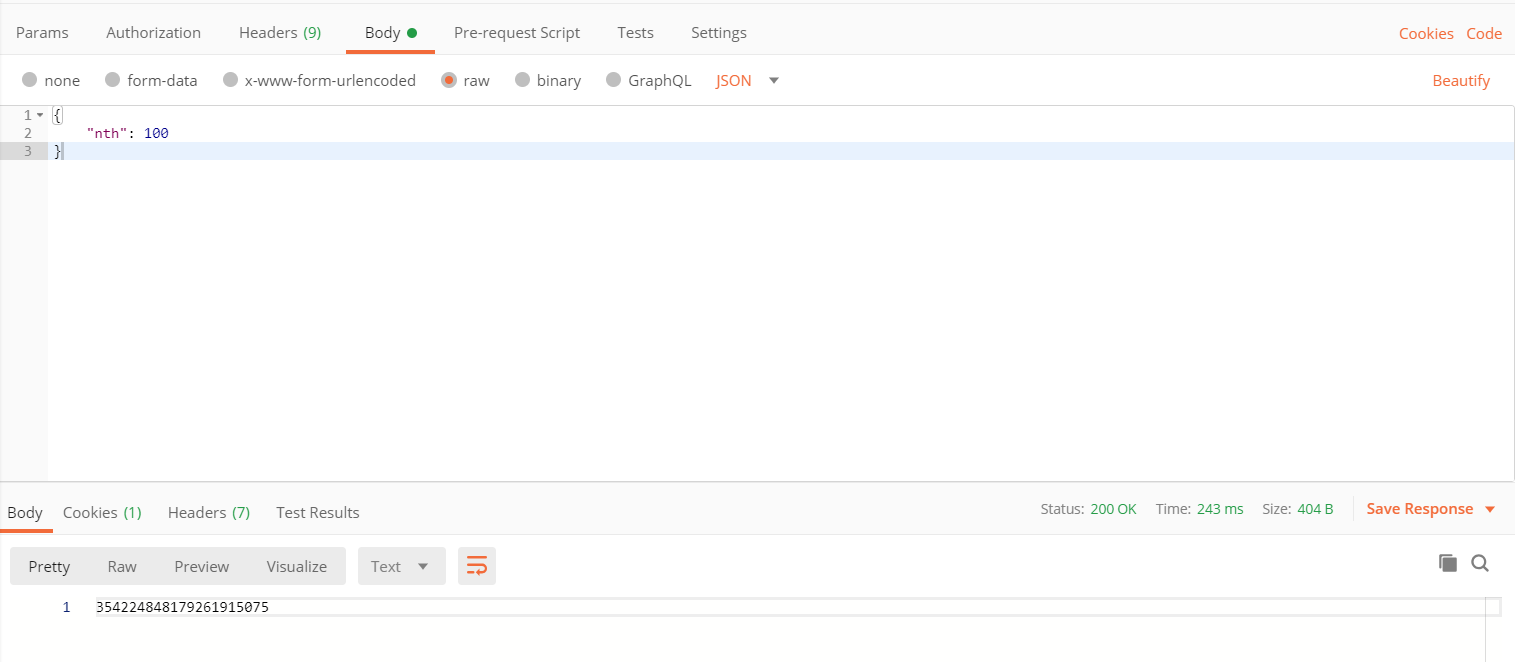 Params Authorization Headers (9) Body Pre-request Script Tests Settings Cookies Code
none form-data x-www-form-urlencoded raw binary GraphQL JSON Beautify
1 {
2 "nth": 100
3 }
Body Cookies (1) Headers (7) Test Results Status: 200 OK Time: 243 ms Size: 404 B Save Response
Pretty Raw Preview Visualize Text
1 354224848179261915075